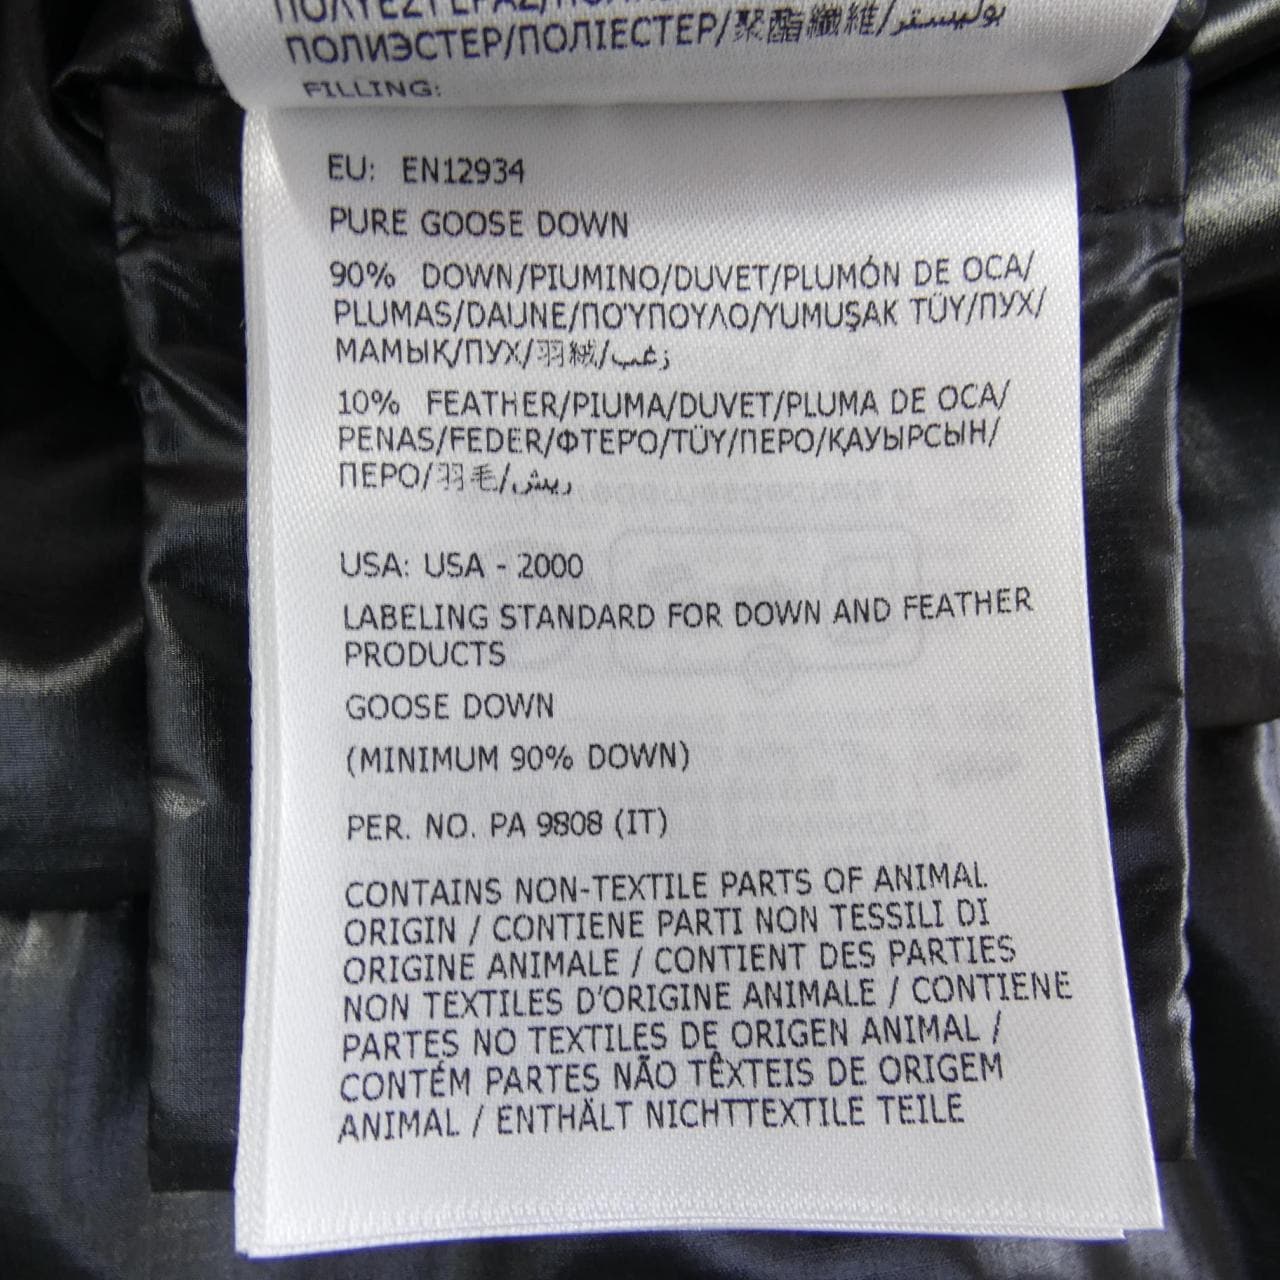 ПОЛИЭСТЕР/ПОЛІЕСТЕР/聚酯纖維/بوليستر
FILLING:
EU: EN12934
PURE GOOSE DOWN
90% DOWN/PIUMINO/DUVET/PLUMÓN DE OCA/
PLUMAS/DAUNE/ΠΟΎΠΟΥΛΟ/YUMUŞAK TÜY/ПУХ/
МАМЫҚ/ПУХ/羽絨/زغب
10% FEATHER/PIUMA/DUVET/PLUMA DE OCA/
PENAS/FEDER/ΦΤΕΡΌ/TÜY/ПЕРО/ҚАУЫРСЫН/
ПЕРО/羽毛/ريش
USA: USA - 2000
LABELING STANDARD FOR DOWN AND FEATHER
PRODUCTS
GOOSE DOWN
(MINIMUM 90% DOWN)
PER. NO. PA 9808 (IT)
CONTAINS NON-TEXTILE PARTS OF ANIMAL
ORIGIN / CONTIENE PARTI NON TESSILI DI
ORIGINE ANIMALE / CONTIENT DES PARTIES
NON TEXTILES D'ORIGINE ANIMALE / CONTIENE
PARTES NO TEXTILES DE ORIGEN ANIMAL /
CONTÉM PARTES NÃO TÊXTEIS DE ORIGEM
ANIMAL / ENTHÄLT NICHTTEXTILE TEILE